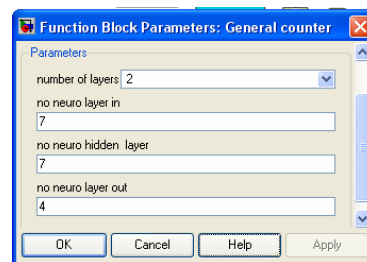 Function Block Parameters: General counter
Parameters
number of layers 2
no neuro layer in
7
no neuro hidden layer
7
no neuro layer out
4
OK Cancel Help Apply